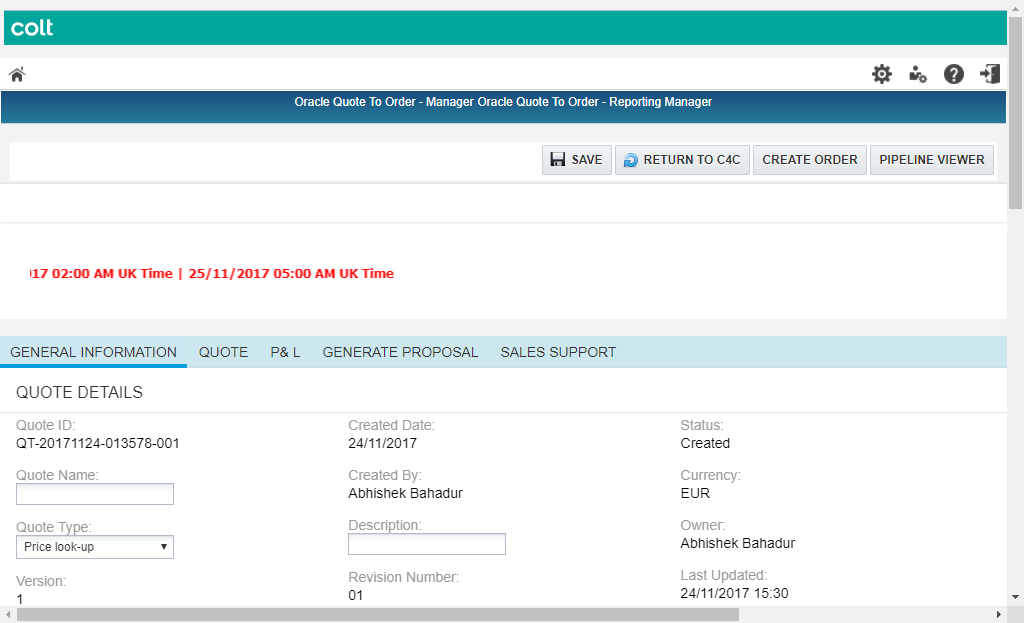 colt
Oracle Quote To Order - Manager Oracle Quote To Order - Reporting Manager
SAVE RETURN TO C4C CREATE ORDER PIPELINE VIEWER
17 02:00 AM UK Time | 25/11/2017 05:00 AM UK Time
GENERAL INFORMATION QUOTE P& L GENERATE PROPOSAL SALES SUPPORT
QUOTE DETAILS
Quote ID: Created Date: Status:
QT-20171124-013578-001 24/11/2017 Created
Quote Name: Created By: Currency:
Abhishek Bahadur EUR
Quote Type: Description: Owner:
Price look-up Abhishek Bahadur
Version: Revision Number: Last Updated:
1 01 24/11/2017 15:30